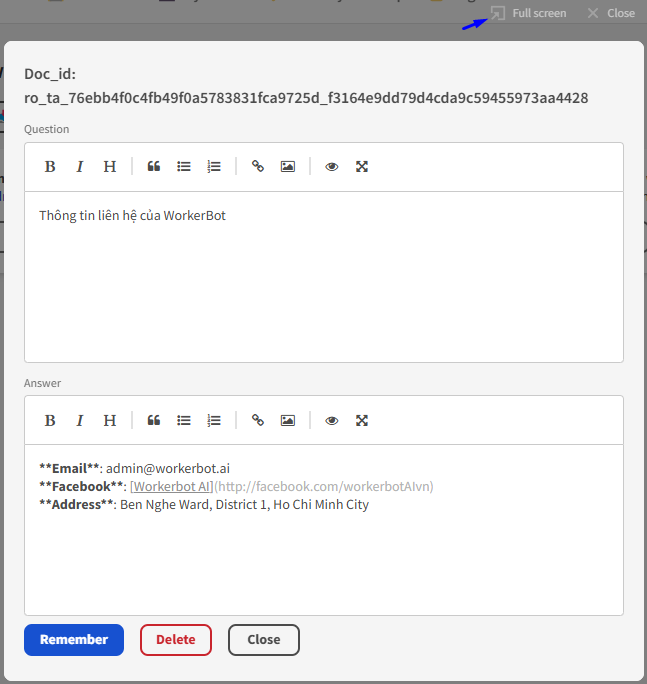 Full screen
Close
Doc_id:
ro_ta_76ebb4f0c4fb49f0a5783831fca9725d_f3164e9dd79d4cda9c59455973aa4428
Question
B I H
Thông tin liên hệ của WorkerBot
Answer
B I H
**Email**: admin@workerbot.ai
**Facebook**: [Workerbot AI](http://facebook.com/workerbotAIvn)
**Address**: Ben Nghe Ward, District 1, Ho Chi Minh City
Remember
Delete
Close